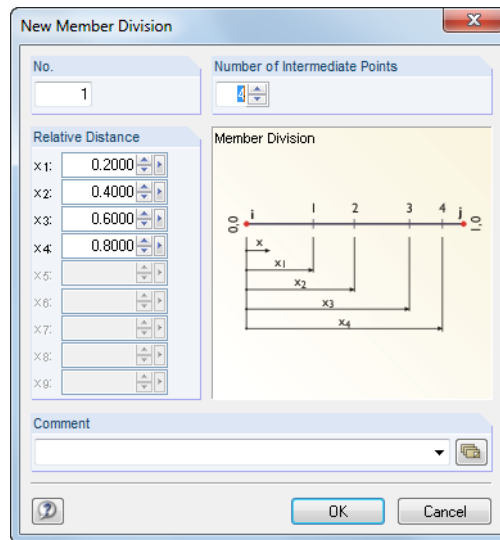 New Member Division
No.
1
Number of Intermediate Points
4
Relative Distance
x1: 0.2000
x2: 0.4000
x3: 0.6000
x4: 0.8000
x5:
x6:
x7:
x8:
x9:
Member Division
0,0 i 1 2 3 4 j 1,0
x
x1
x2
x3
x4
Comment
OK Cancel